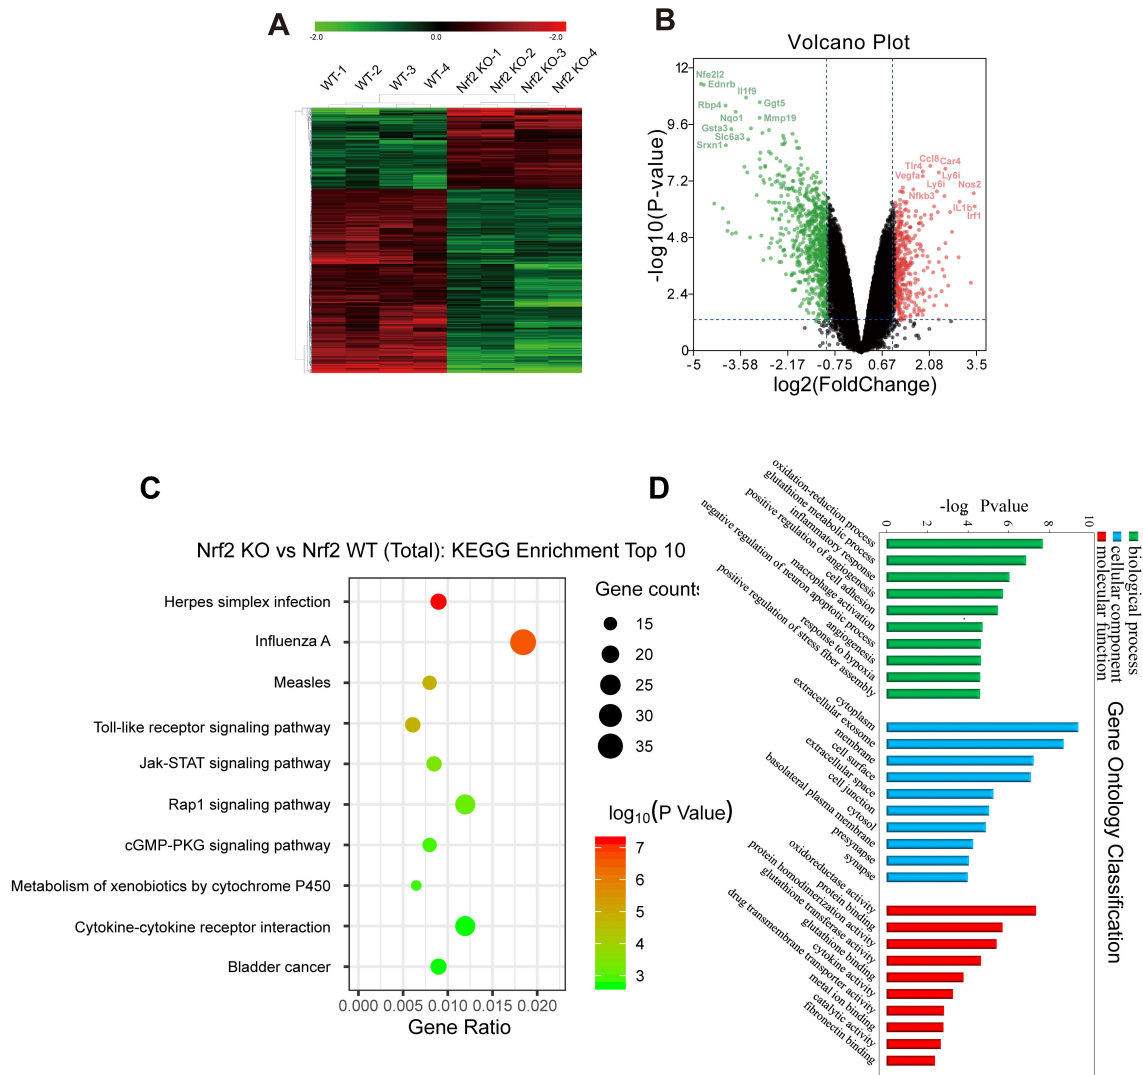 A
-2.0
0.0
-2.0
WT-1
WT-2
WT-3
WT-4
Nrf2 KO-1
Nrf2 KO-2
Nrf2 KO-3
Nrf2 KO-4
B
Volcano Plot
-log10(P-value)
12
9.6
7.2
4.8
2.4
0
Nfe2l2
Ednrb
Il1f9
Rbp4
Ggt5
Nqo1
Mmp19
Gsta3
Slc6a3
Srxn1
Ccl8
Car4
Tlr4
Vegfa
Ly6i
Ly6i
Nos2
Nfkb3
IL1b
Irf1
-5
-3.58
-2.17
-0.75
0.67
2.08
3.5
log2(FoldChange)
C
Nrf2 KO vs Nrf2 WT (Total): KEGG Enrichment Top 10
Herpes simplex infection
Influenza A
Measles
Toll-like receptor signaling pathway
Jak-STAT signaling pathway
Rap1 signaling pathway
cGMP-PKG signaling pathway
Metabolism of xenobiotics by cytochrome P450
Cytokine-cytokine receptor interaction
Bladder cancer
0.000
0.005
0.010
0.015
0.020
Gene Ratio
Gene counts
15
20
25
30
35
log10(P Value)
7
6
5
4
3
D
-log Pvalue
0
2
4
6
8
10
oxidation-reduction process
glutathione metabolic process
inflammatory response
positive regulation of angiogenesis
cell adhesion
macrophage activation
negative regulation of neuron apoptotic process
angiogenesis
response to hypoxia
positive regulation of stress fiber assembly
cytoplasm
extracellular exosome
membrane
cell surface
extracellular space
cell junction
cytosol
basolateral plasma membrane
presynapse
synapse
oxidoreductase activity
protein binding
protein homodimerization activity
glutathione transferase activity
glutathione binding
cytokine activity
drug transmembrane transporter activity
metal ion binding
catalytic activity
fibronectin binding
biological process
cellular component
molecular function
Gene Ontology Classification